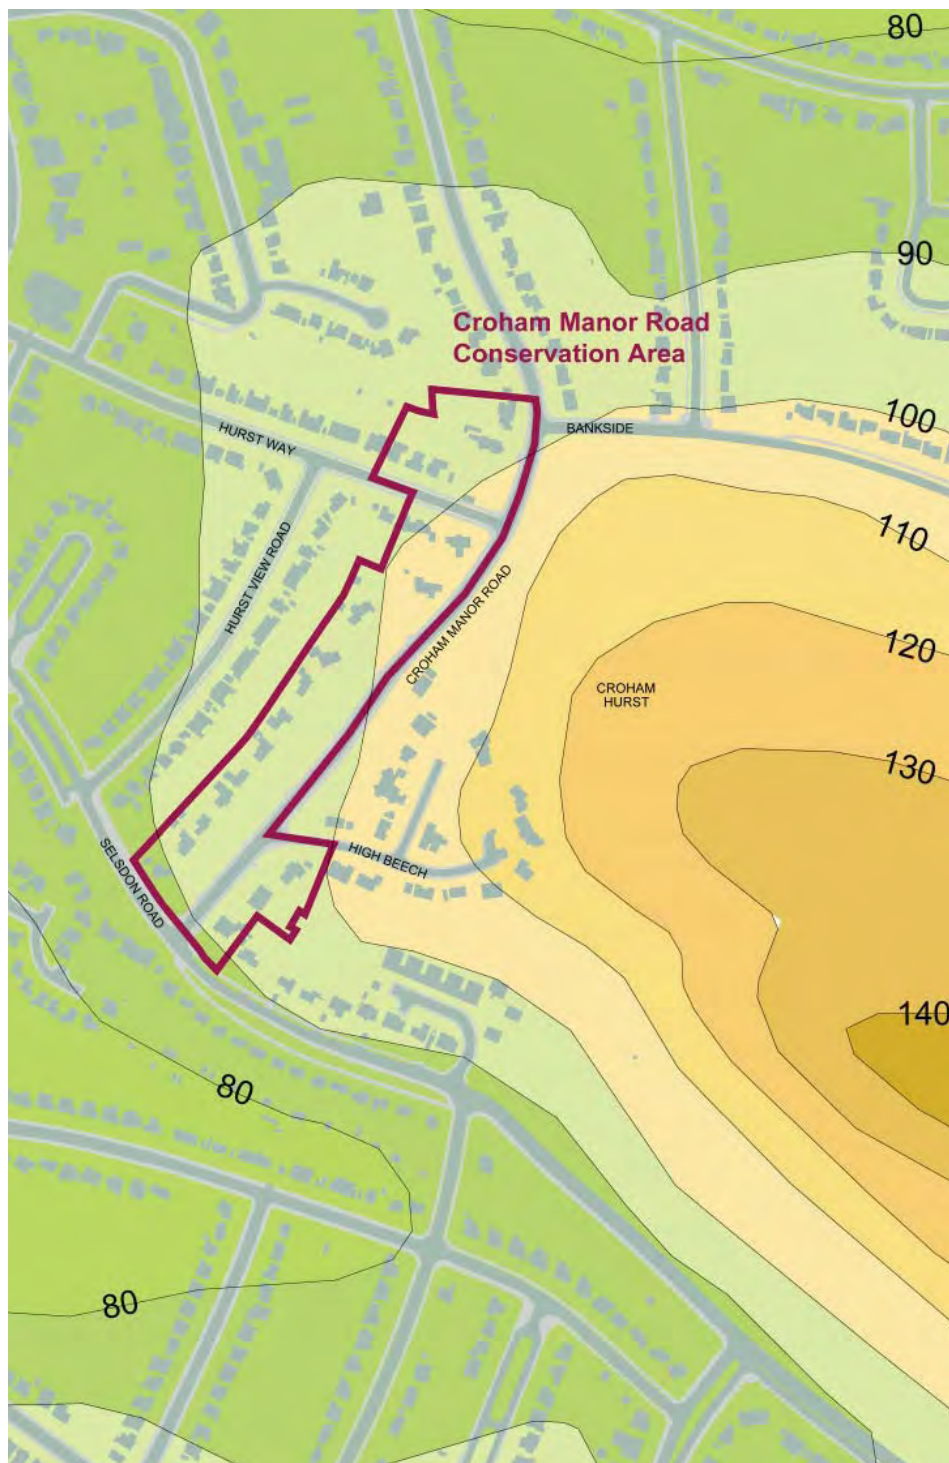 80
90
Croham Manor Road
Conservation Area
100
BANKSIDE
HURST WAY
110
HURST VIEW ROAD
CROHAM MANOR ROAD
120
CROHAM
HURST
130
HIGH BEECH
SELSDON ROAD
140
80
80